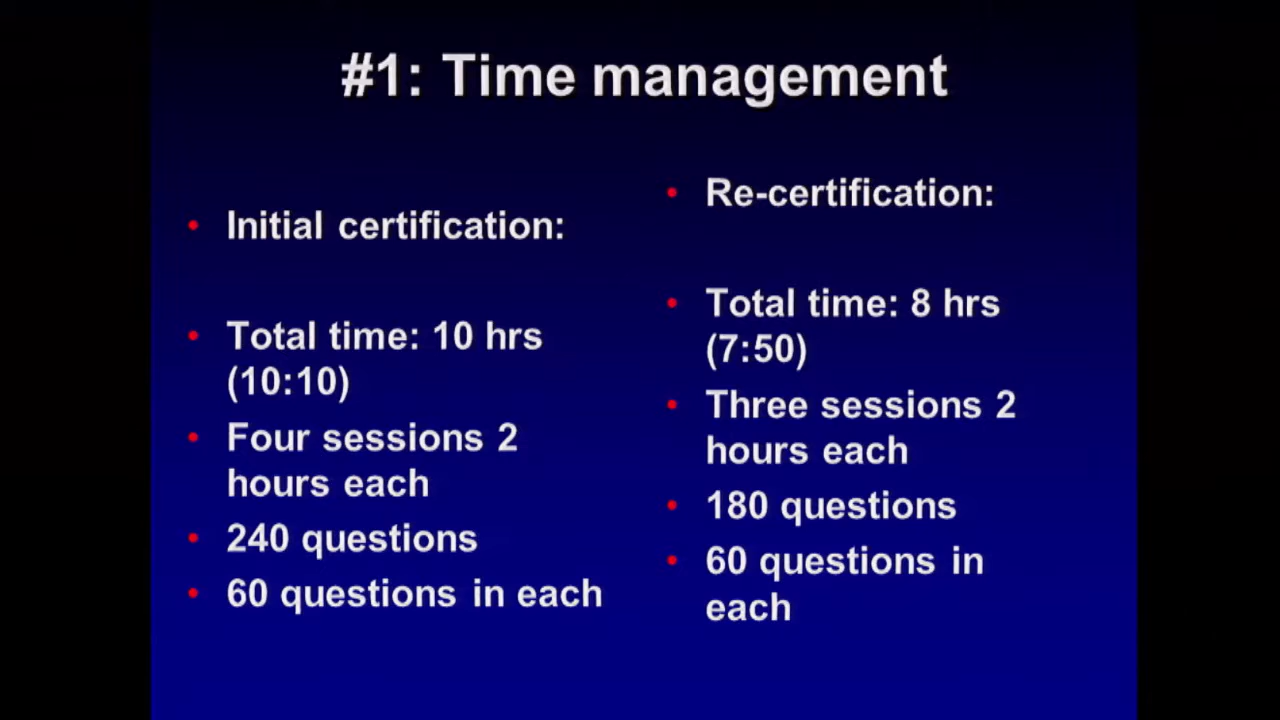 #1: Time management
• Initial certification:
• Total time: 10 hrs
(10:10)
• Four sessions 2
hours each
• 240 questions
• 60 questions in each
• Re-certification:
• Total time: 8 hrs
(7:50)
• Three sessions 2
hours each
• 180 questions
• 60 questions in
each